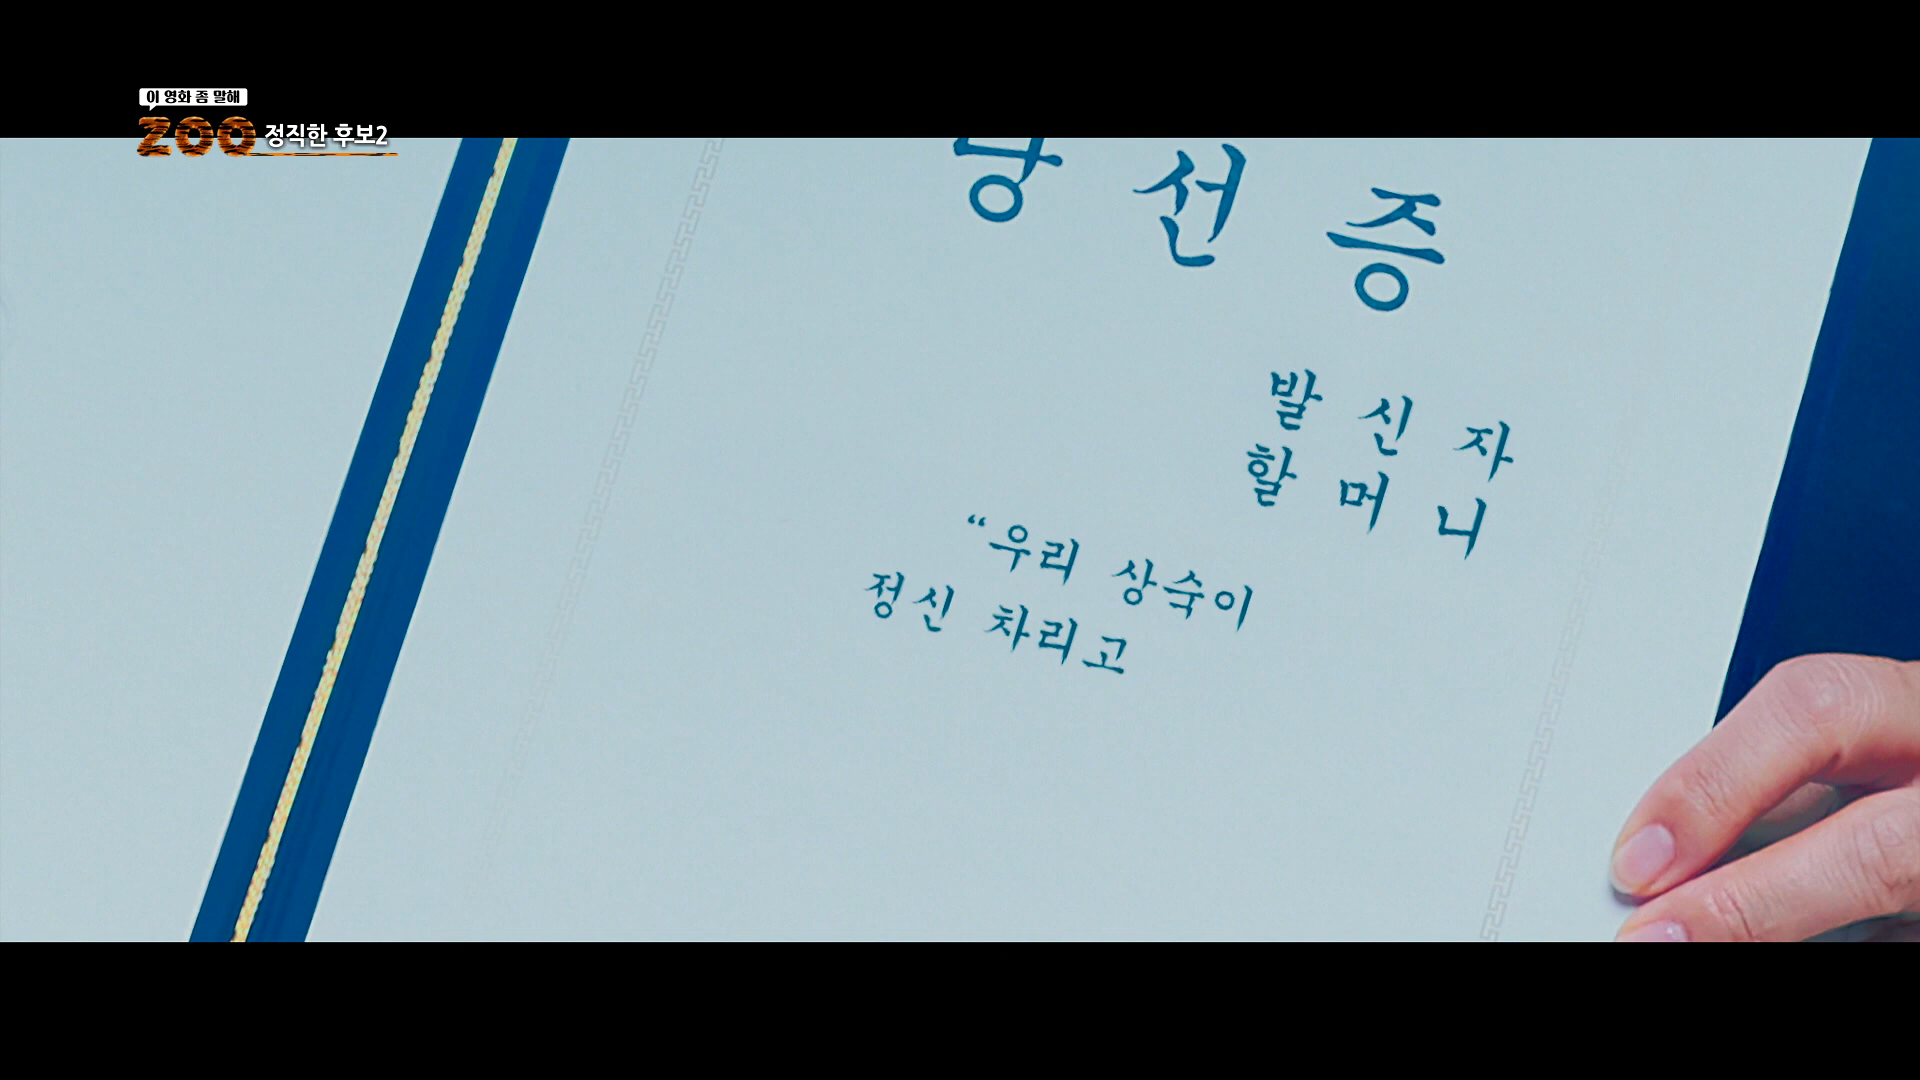 이 영화 좀 말해
ZOO 정직한 후보2
당 선 증
발 신 자
할 머 니
“우리 상숙이
정신 차리고